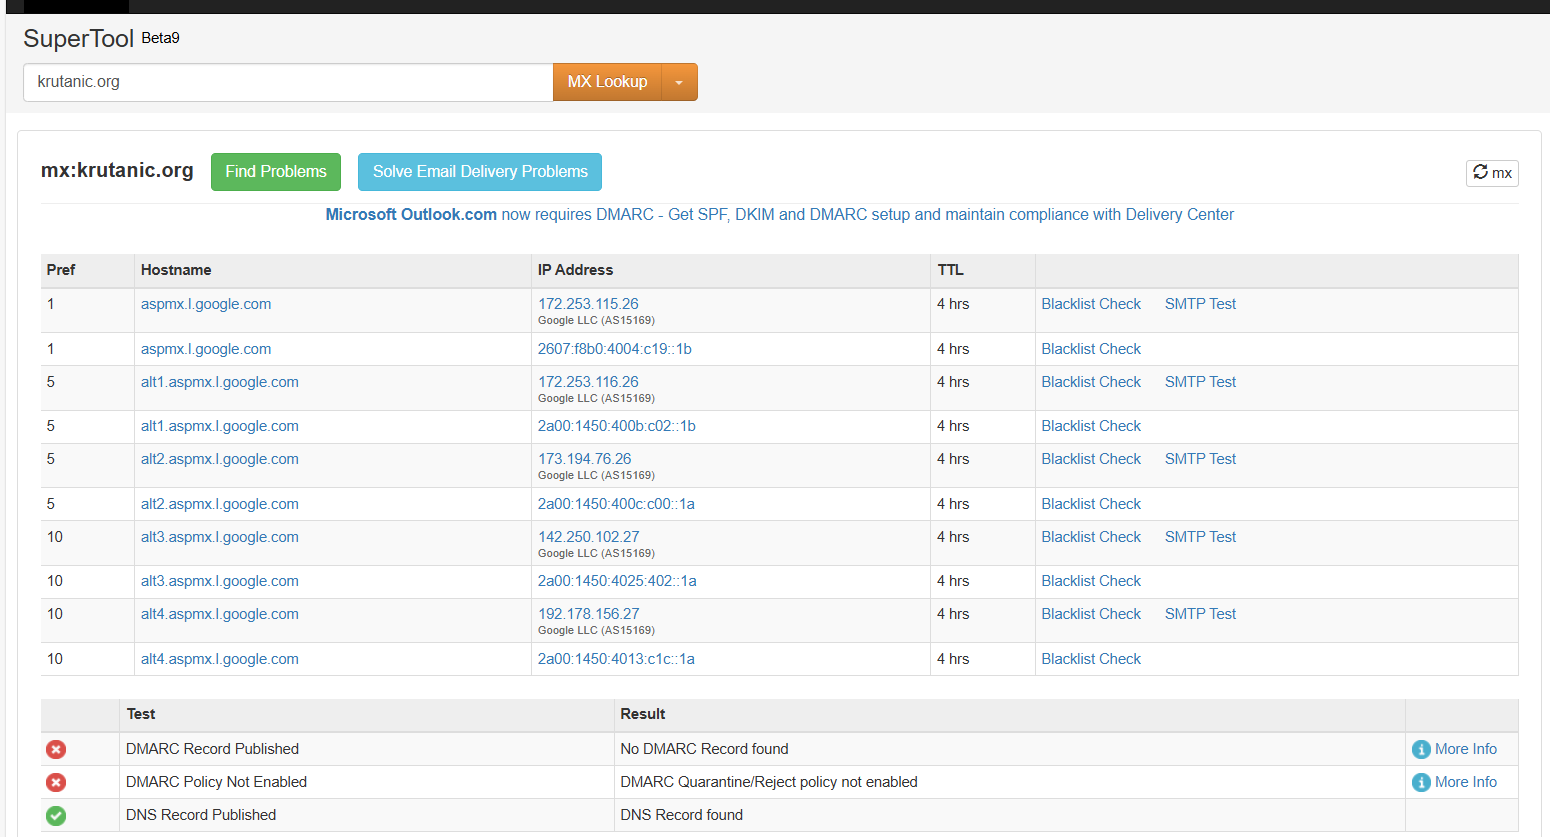 SuperTool Beta9
krutanic.org MX Lookup
mx:krutanic.org Find Problems Solve Email Delivery Problems mx
Microsoft Outlook.com now requires DMARC - Get SPF, DKIM and DMARC setup and maintain compliance with Delivery Center
Pref Hostname IP Address TTL
1 aspmx.l.google.com 172.253.115.26 4 hrs Blacklist Check SMTP Test
Google LLC (AS15169)
1 aspmx.l.google.com 2607:f8b0:4004:c19::1b 4 hrs Blacklist Check
5 alt1.aspmx.l.google.com 172.253.116.26 4 hrs Blacklist Check SMTP Test
Google LLC (AS15169)
5 alt1.aspmx.l.google.com 2a00:1450:400b:c02::1b 4 hrs Blacklist Check
5 alt2.aspmx.l.google.com 173.194.76.26 4 hrs Blacklist Check SMTP Test
Google LLC (AS15169)
5 alt2.aspmx.l.google.com 2a00:1450:400c:c00::1a 4 hrs Blacklist Check
10 alt3.aspmx.l.google.com 142.250.102.27 4 hrs Blacklist Check SMTP Test
Google LLC (AS15169)
10 alt3.aspmx.l.google.com 2a00:1450:4025:402::1a 4 hrs Blacklist Check
10 alt4.aspmx.l.google.com 192.178.156.27 4 hrs Blacklist Check SMTP Test
Google LLC (AS15169)
10 alt4.aspmx.l.google.com 2a00:1450:4013:c1c::1a 4 hrs Blacklist Check
Test Result
DMARC Record Published No DMARC Record found More Info
DMARC Policy Not Enabled DMARC Quarantine/Reject policy not enabled More Info
DNS Record Published DNS Record found